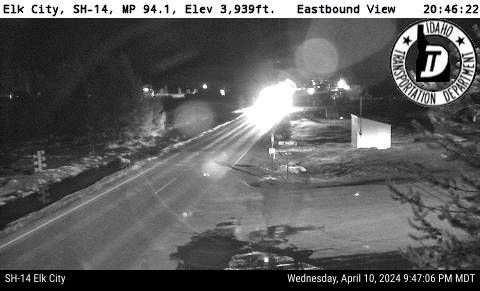 Elk City, SH-14, MP 94.1, Elev 3,939ft. Eastbound View 20:46:22
IDAHO
TRANSPORTATION DEPARTMENT
SH-14 Elk City Wednesday, April 10, 2024 9:47:06 PM MDT